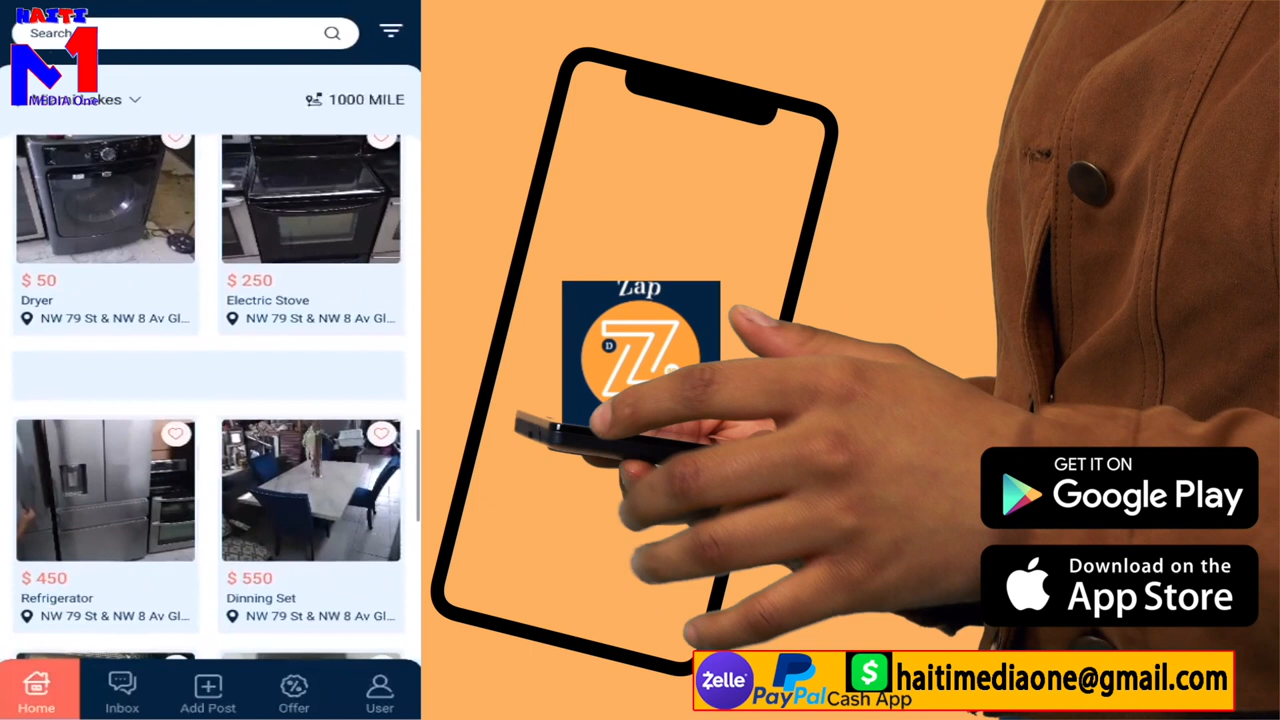 HAITI
Search
M1
MEDIA One
1000 MILE
$ 50
Dryer
NW 79 St & NW 8 Av Gl...
$ 250
Electric Stove
NW 79 St & NW 8 Av Gl...
$ 450
Refrigerator
NW 79 St & NW 8 Av Gl...
$ 550
Dinning Set
NW 79 St & NW 8 Av Gl...
Home
Inbox
Add Post
Offer
User
Zap
D
Z
GET IT ON
Google Play
Download on the
App Store
Zelle
PayPal
$
Cash App
haitimediaone@gmail.com